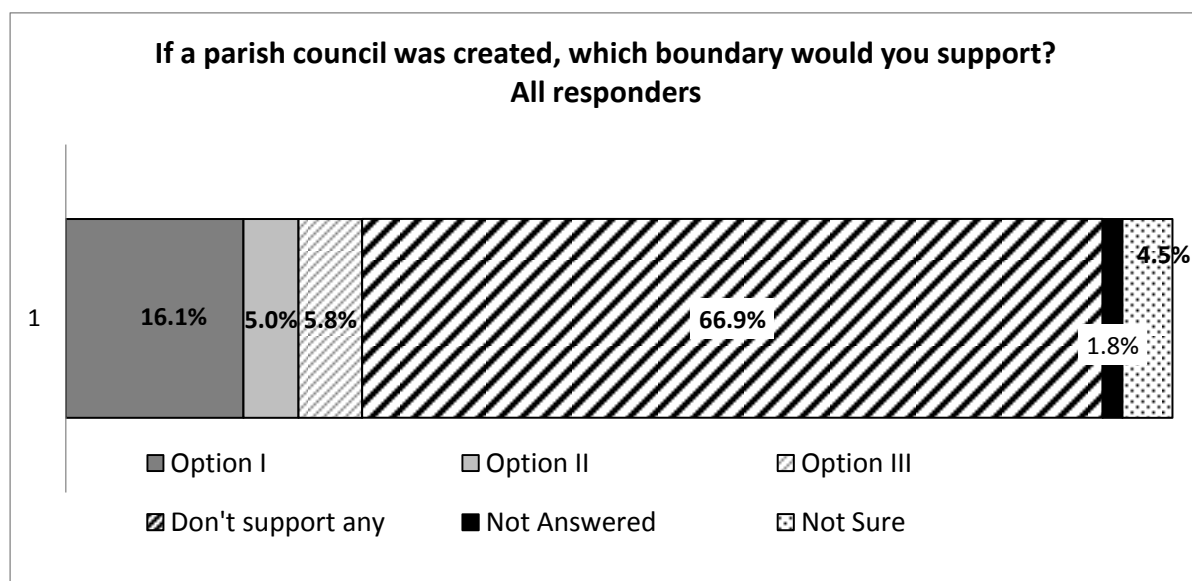 If a parish council was created, which boundary would you support?
All responders
1
16.1%
5.0%
5.8%
66.9%
1.8%
4.5%
Option I
Option II
Option III
Don't support any
Not Answered
Not Sure